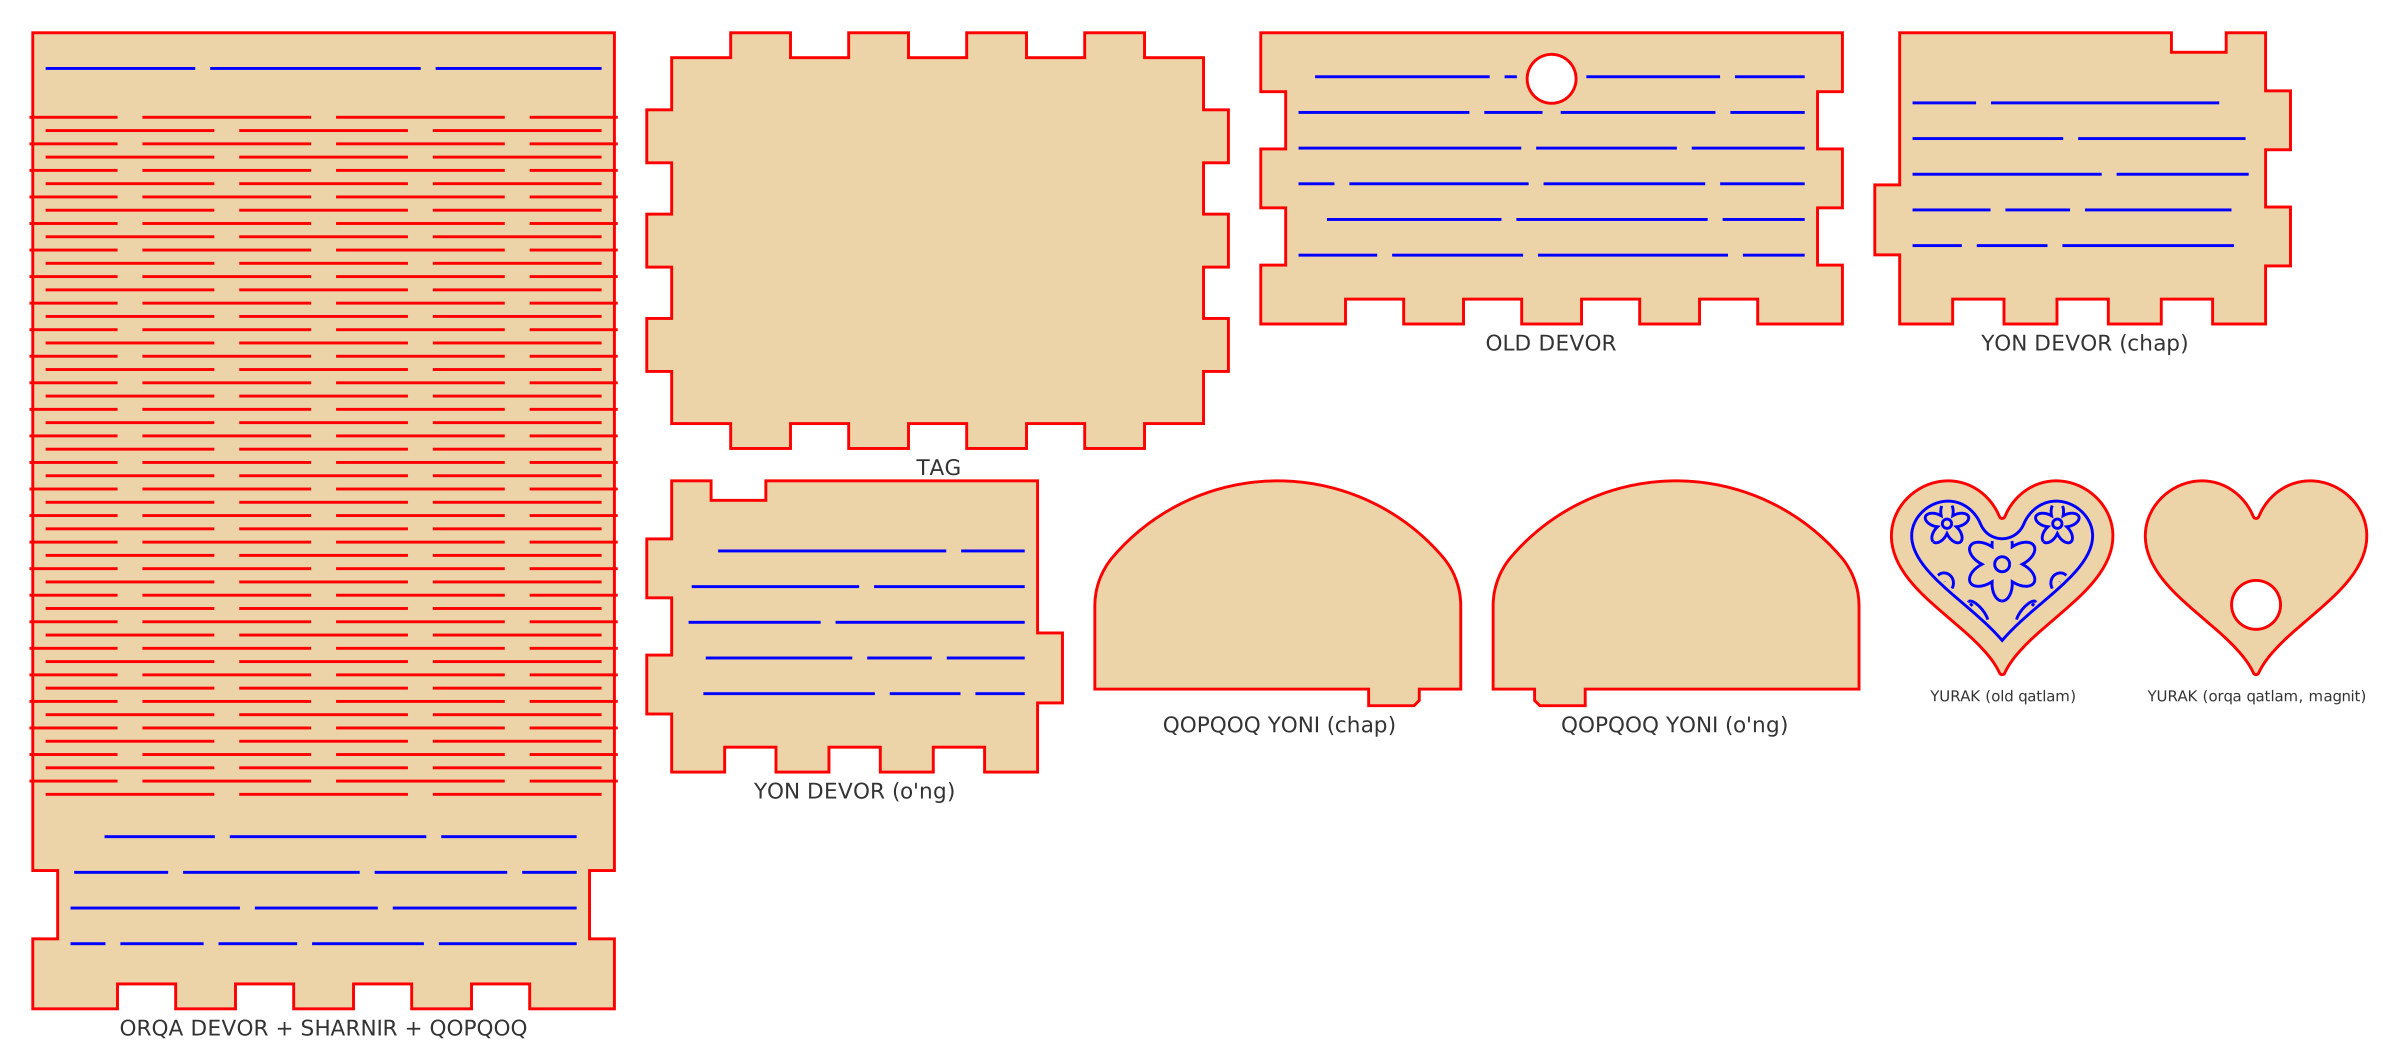 OLD DEVOR
YON DEVOR (chap)
TAG
YURAK (old qatlam)
YURAK (orqa qatlam, magnit)
QOPQOQ YONI (chap)
QOPQOQ YONI (o'ng)
YON DEVOR (o'ng)
ORQA DEVOR + SHARNIR + QOPQOQ